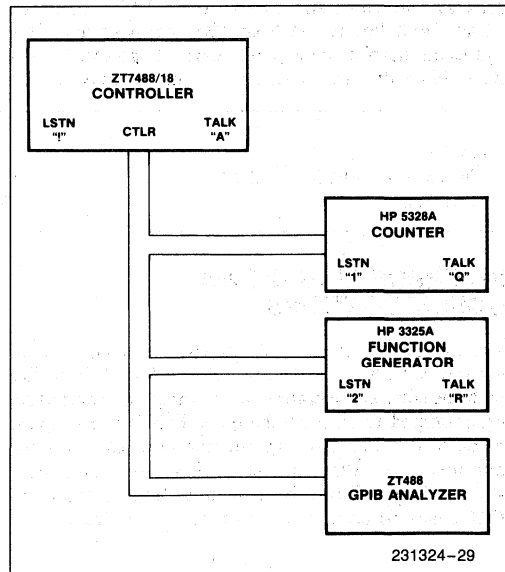 ZT7488/18
CONTROLLER
LSTN CTLR TALK
"!" "A"
HP 5328A
COUNTER
LSTN TALK
"1" "Q"
HP 3325A
FUNCTION
GENERATOR
LSTN TALK
"2" "R"
ZT488
GPIB ANALYZER
231324-29